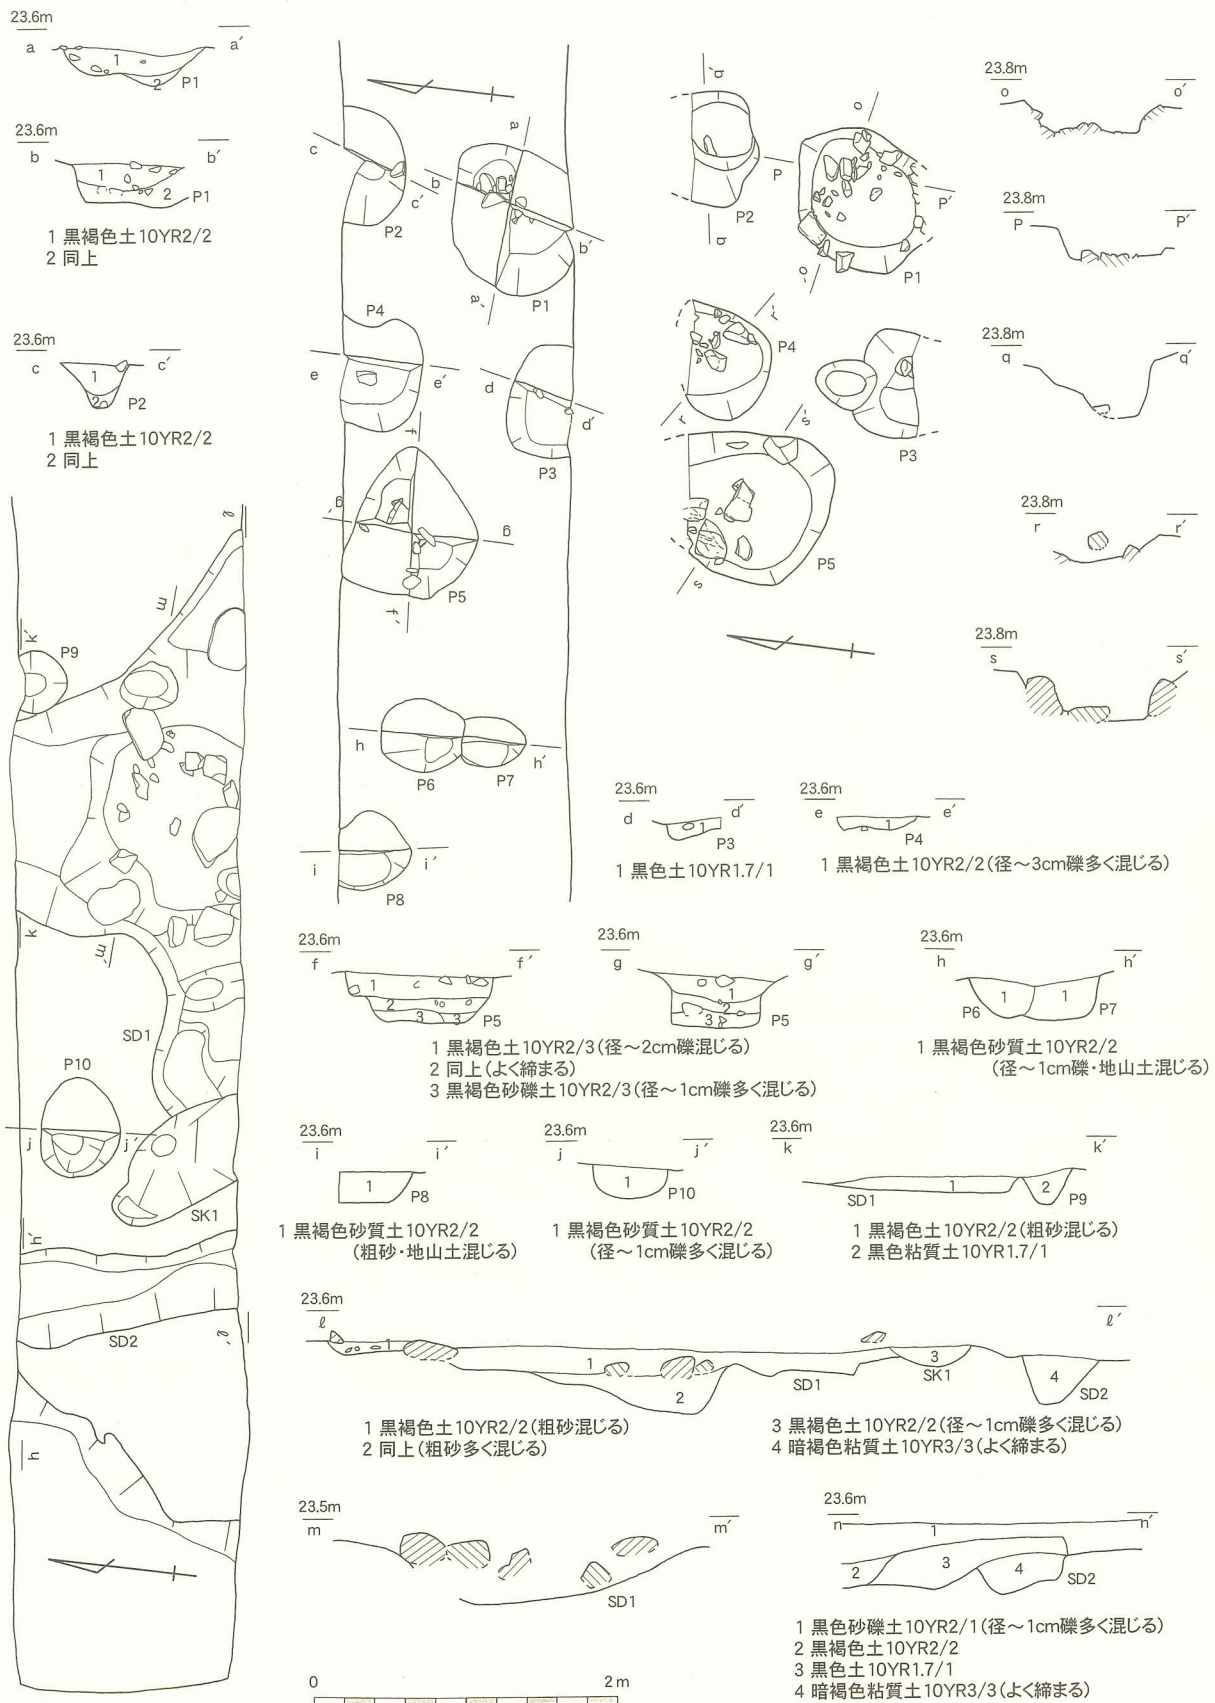 23.6m
a a′
1
2 P1
23.6m
b b′
1
2 P1
1 黒褐色土10YR2/2
2 同上
23.6m
c c′
1
2 P2
1 黒褐色土10YR2/2
2 同上
a
c
b
c′
P2
b′
a′
P1
P4
e e′
d
d′
P3
f
g′
g
P5
f′
h
P6 P7
h′
i i′
P8
q′
o
P
P2
q
P′
o′
P1
r′
P4
r
s′
P3
P5
s
23.8m
o o′
23.8m
P P′
23.8m
q q′
23.8m
r r′
23.8m
s s′
ℓ
m
k′
P9
k
m′
SD1
P10
j j′
SK1
h′
SD2
ℓ′
h
23.6m
d d′
1
P3
1 黒色土10YR1.7/1
23.6m
e e′
1
P4
1 黒褐色土10YR2/2(径～3cm礫多く混じる)
23.6m
f f′
1
2
3 3 P5
23.6m
g g′
1
2
3 P5
1 黒褐色土10YR2/3(径～2cm礫混じる)
2 同上(よく締まる)
3 黒褐色砂礫土10YR2/3(径～1cm礫多く混じる)
23.6m
h h′
P6 1 1 P7
1 黒褐色砂質土10YR2/2
(径～1cm礫・地山土混じる)
23.6m
i i′
1 P8
1 黒褐色砂質土10YR2/2
(粗砂・地山土混じる)
23.6m
j j′
1 P10
1 黒褐色砂質土10YR2/2
(径～1cm礫多く混じる)
23.6m
k k′
SD1 1 2 P9
1 黒褐色土10YR2/2(粗砂混じる)
2 黒色粘質土10YR1.7/1
23.6m
ℓ ℓ′
1
1
2
SD1
3
SK1
4
SD2
1 黒褐色土10YR2/2(粗砂混じる)
2 同上(粗砂多く混じる)
3 黒褐色土10YR2/2(径～1cm礫多く混じる)
4 暗褐色粘質土10YR3/3(よく締まる)
23.5m
m m′
SD1
23.6m
n n′
1
2 3 4 SD2
1 黒色砂礫土10YR2/1(径～1cm礫多く混じる)
2 黒褐色土10YR2/2
3 黒色土10YR1.7/1
4 暗褐色粘質土10YR3/3(よく締まる)
0 2m